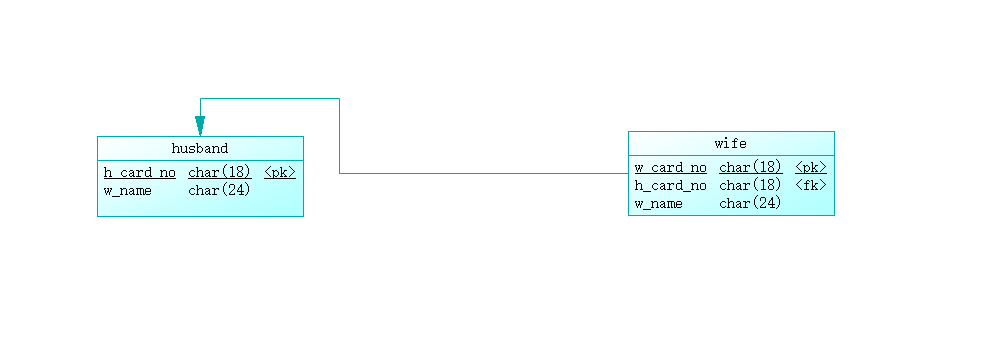 husband
h_card_no char(18) <pk>
w_name char(24)
wife
w_card_no char(18) <pk>
h_card_no char(18) <fk>
w_name char(24)